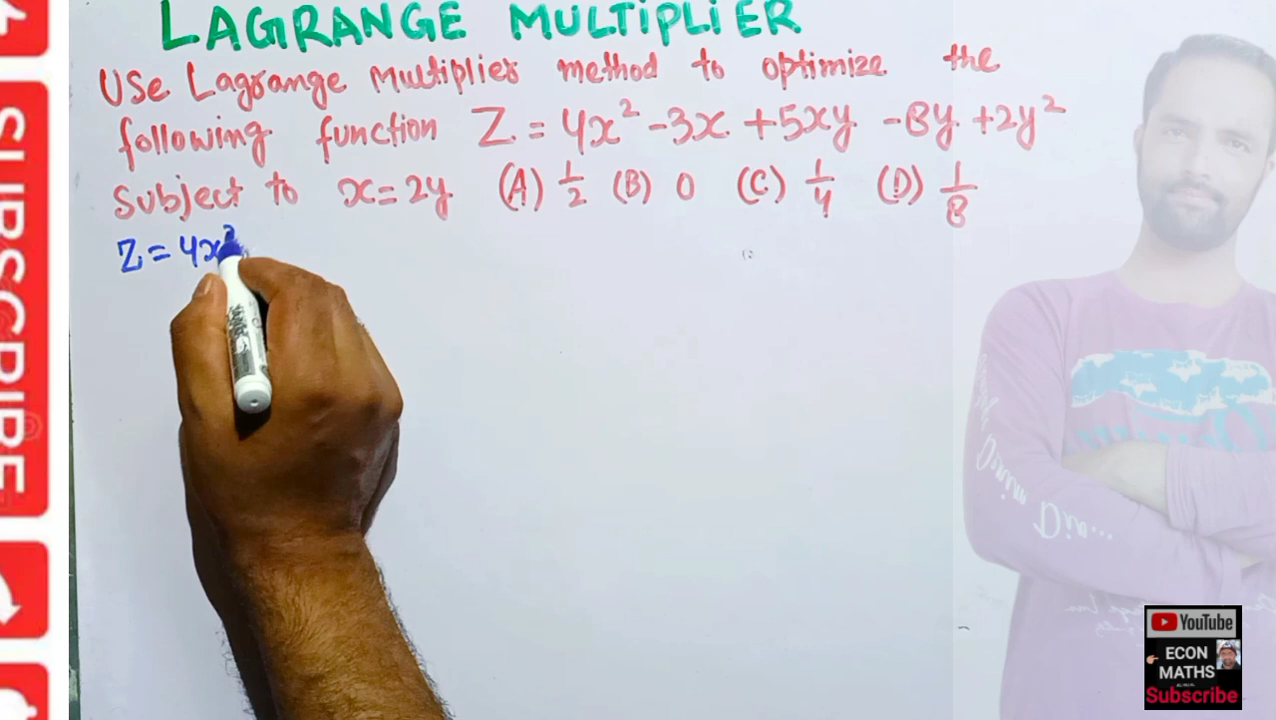 LAGRANGE MULTIPLIER
Use Lagrange Multiplier method to optimize the
following function Z = 4x² -3x +5xy -8y +2y²
Subject to x=2y (A) 1/2 (B) 0 (C) 1/4 (D) 1/8
Z = 4x²
SUBSCRIBE
YouTube
ECON
MATHS
Subscribe